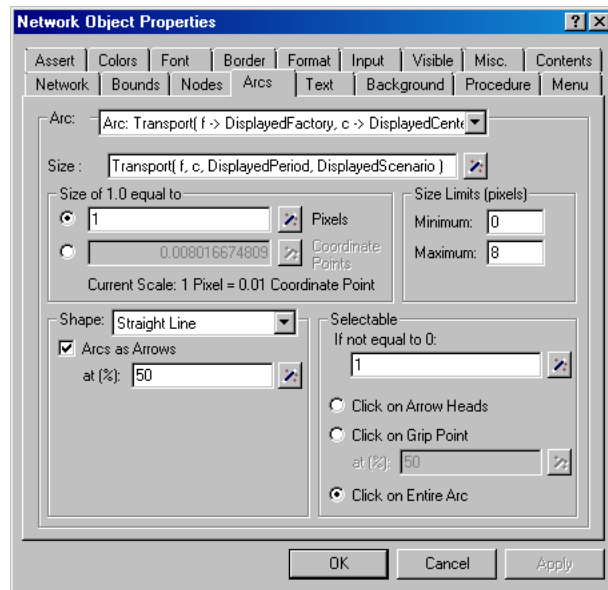 Network Object Properties
Assert Colors Font Border Format Input Visible Misc. Contents
Network Bounds Nodes Arcs Text Background Procedure Menu
Arc: Arc: Transport( f -> DisplayedFactory, c -> DisplayedCente
Size : Transport( f, c, DisplayedPeriod, DisplayedScenario )
Size of 1.0 equal to
1 Pixels
0.008016674809 Coordinate Points
Current Scale: 1 Pixel = 0.01 Coordinate Point
Size Limits (pixels)
Minimum: 0
Maximum: 8
Shape: Straight Line
Arcs as Arrows
at (%): 50
Selectable
If not equal to 0:
1
Click on Arrow Heads
Click on Grip Point
at (%): 50
Click on Entire Arc
OK Cancel Apply